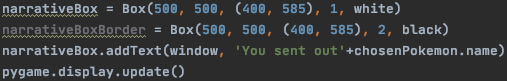 narrativeBox = Box(500, 500, (400, 585), 1, white)
narrativeBoxBorder = Box(500, 500, (400, 585), 2, black)
narrativeBox.addText(window, 'You sent out'+chosenPokemon.name)
pygame.display.update()